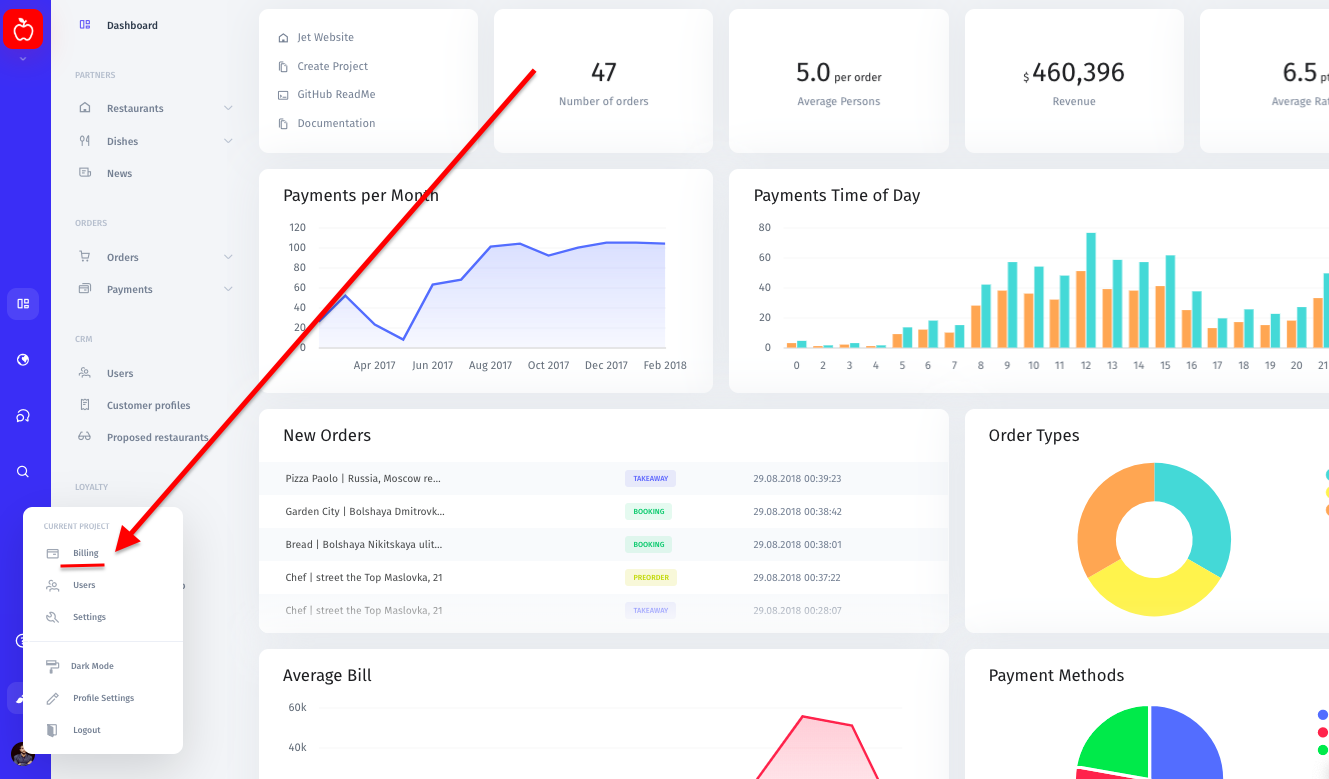 Dashboard
PARTNERS
Restaurants
Dishes
News
ORDERS
Orders
Payments
CRM
Users
Customer profiles
Proposed restaurants
LOYALTY
CURRENT PROJECT
Billing
Users
Settings
Dark Mode
Profile Settings
Logout
Jet Website
Create Project
GitHub ReadMe
Documentation
47
Number of orders
5.0 per order
Average Persons
$ 460,396
Revenue
6.5
Payments per Month
120
100
80
60
40
20
0
Apr 2017 Jun 2017 Aug 2017 Oct 2017 Dec 2017 Feb 2018
Payments Time of Day
80
60
40
20
0
0 2 3 4 5 6 7 8 9 10 11 12 13 14 15 16 17 18 19 20 21
New Orders
Pizza Paolo | Russia, Moscow re... TAKEAWAY 29.08.2018 00:39:23
Garden City | Bolshaya Dmitrovk... BOOKING 29.08.2018 00:38:42
Bread | Bolshaya Nikitskaya ulit... BOOKING 29.08.2018 00:38:01
Chef | street the Top Maslovka, 21 PREORDER 29.08.2018 00:37:22
Chef | street the Top Maslovka, 21 TAKEAWAY 29.08.2018 00:28:07
Order Types
Average Bill
60k
40k
Payment Methods